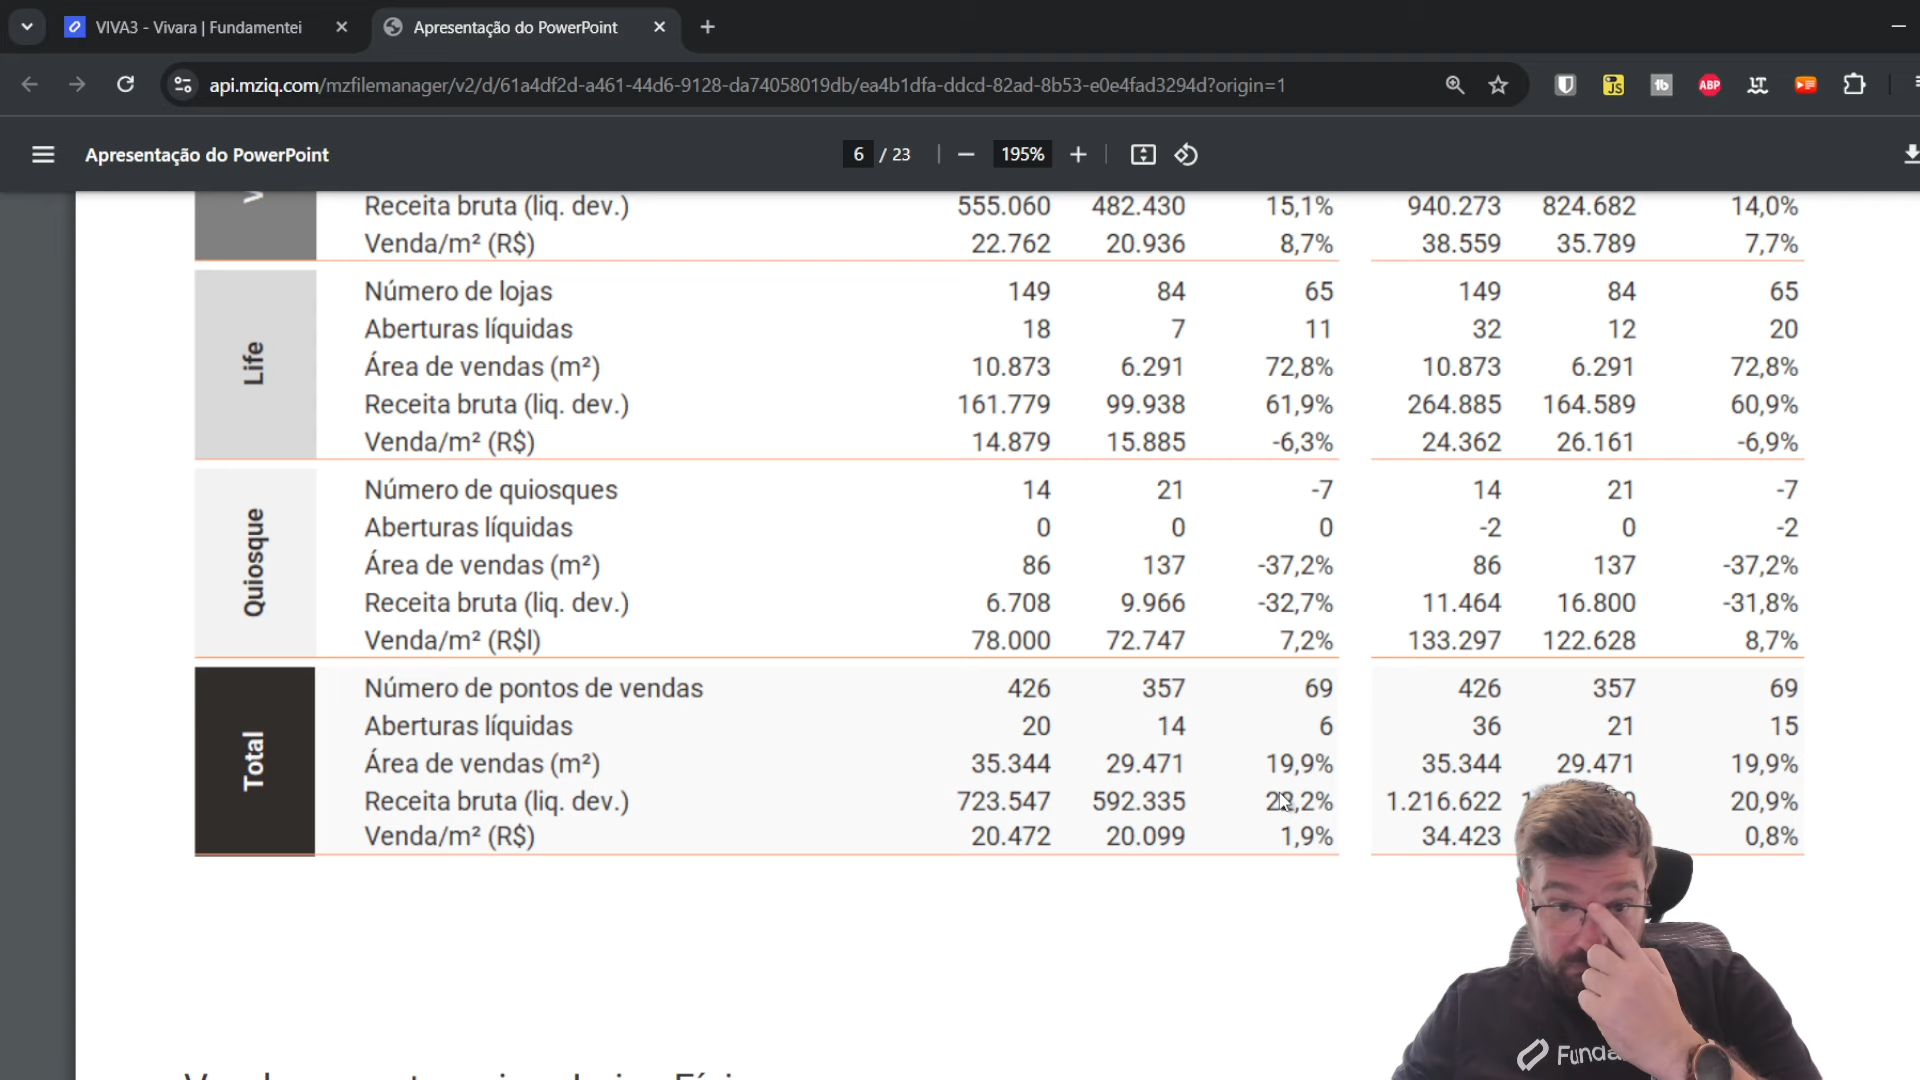 VIVA3 - Vivara | Fundamentei
Apresentação do PowerPoint
api.mziq.com/mzfilemanager/v2/d/61a4df2d-a461-44d6-9128-da74058019db/ea4b1dfa-ddcd-82ad-8b53-e0e4fad3294d?origin=1
JS
ABP
Apresentação do PowerPoint
6 / 23
195%
Receita bruta (liq. dev.) 555.060 482.430 15,1% 940.273 824.682 14,0%
Venda/m² (R$) 22.762 20.936 8,7% 38.559 35.789 7,7%
Life
Número de lojas 149 84 65 149 84 65
Aberturas líquidas 18 7 11 32 12 20
Área de vendas (m²) 10.873 6.291 72,8% 10.873 6.291 72,8%
Receita bruta (liq. dev.) 161.779 99.938 61,9% 264.885 164.589 60,9%
Venda/m² (R$) 14.879 15.885 -6,3% 24.362 26.161 -6,9%
Quiosque
Número de quiosques 14 21 -7 14 21 -7
Aberturas líquidas 0 0 0 -2 0 -2
Área de vendas (m²) 86 137 -37,2% 86 137 -37,2%
Receita bruta (liq. dev.) 6.708 9.966 -32,7% 11.464 16.800 -31,8%
Venda/m² (R$l) 78.000 72.747 7,2% 133.297 122.628 8,7%
Total
Número de pontos de vendas 426 357 69 426 357 69
Aberturas líquidas 20 14 6 36 21 15
Área de vendas (m²) 35.344 29.471 19,9% 35.344 29.471 19,9%
Receita bruta (liq. dev.) 723.547 592.335 1.216.622 20,9%
Venda/m² (R$) 20.472 20.099 1,9% 34.423 0,8%